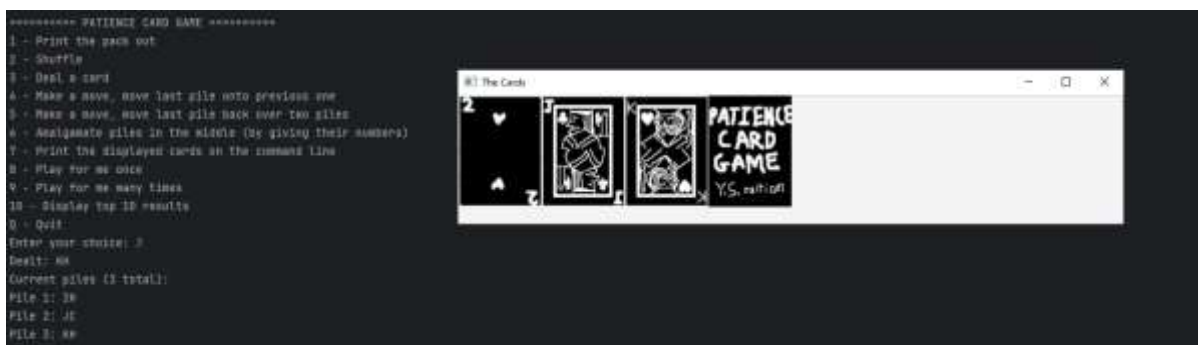 ========== PATIENCE CARD GAME ==========
1 - Print the pack out
2 - Shuffle
3 - Deal a card
4 - Make a move, move last pile onto previous one
5 - Make a move, move last pile back over two piles
6 - Amalgamate piles in the middle (by giving their numbers)
7 - Print the displayed cards on the command line
8 - Play for me once
9 - Play for me many times
10 - Display top 10 results
Q - Quit
Enter your choice: 3
Dealt: KH
Current piles (3 total):
Pile 1: 2H
Pile 2: JC
Pile 3: KH
The Cards
2
2
J
J
K
K
PATIENCE
CARD
GAME
Y.S.